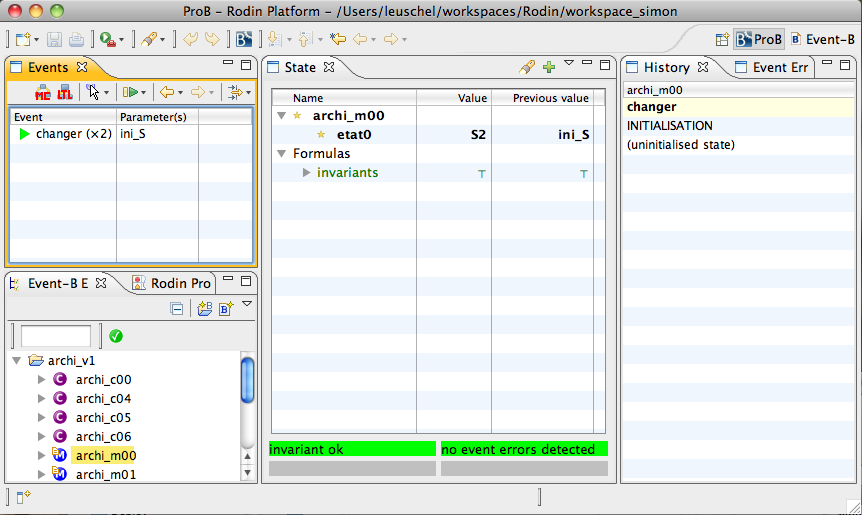 ProB - Rodin Platform - /Users/leuschel/workspaces/Rodin/workspace_simon
ProB
Event-B
Events
MC LTL
Event Parameter(s)
changer (×2) ini_S
State
Name Value Previous value
archi_m00
etat0 S2 ini_S
Formulas
invariants ⊤ ⊤
invariant ok
no event errors detected
History
Event Err
archi_m00
changer
INITIALISATION
(uninitialised state)
Event-B E
Rodin Pro
archi_v1
C archi_c00
C archi_c04
C archi_c05
C archi_c06
M archi_m00
M archi_m01